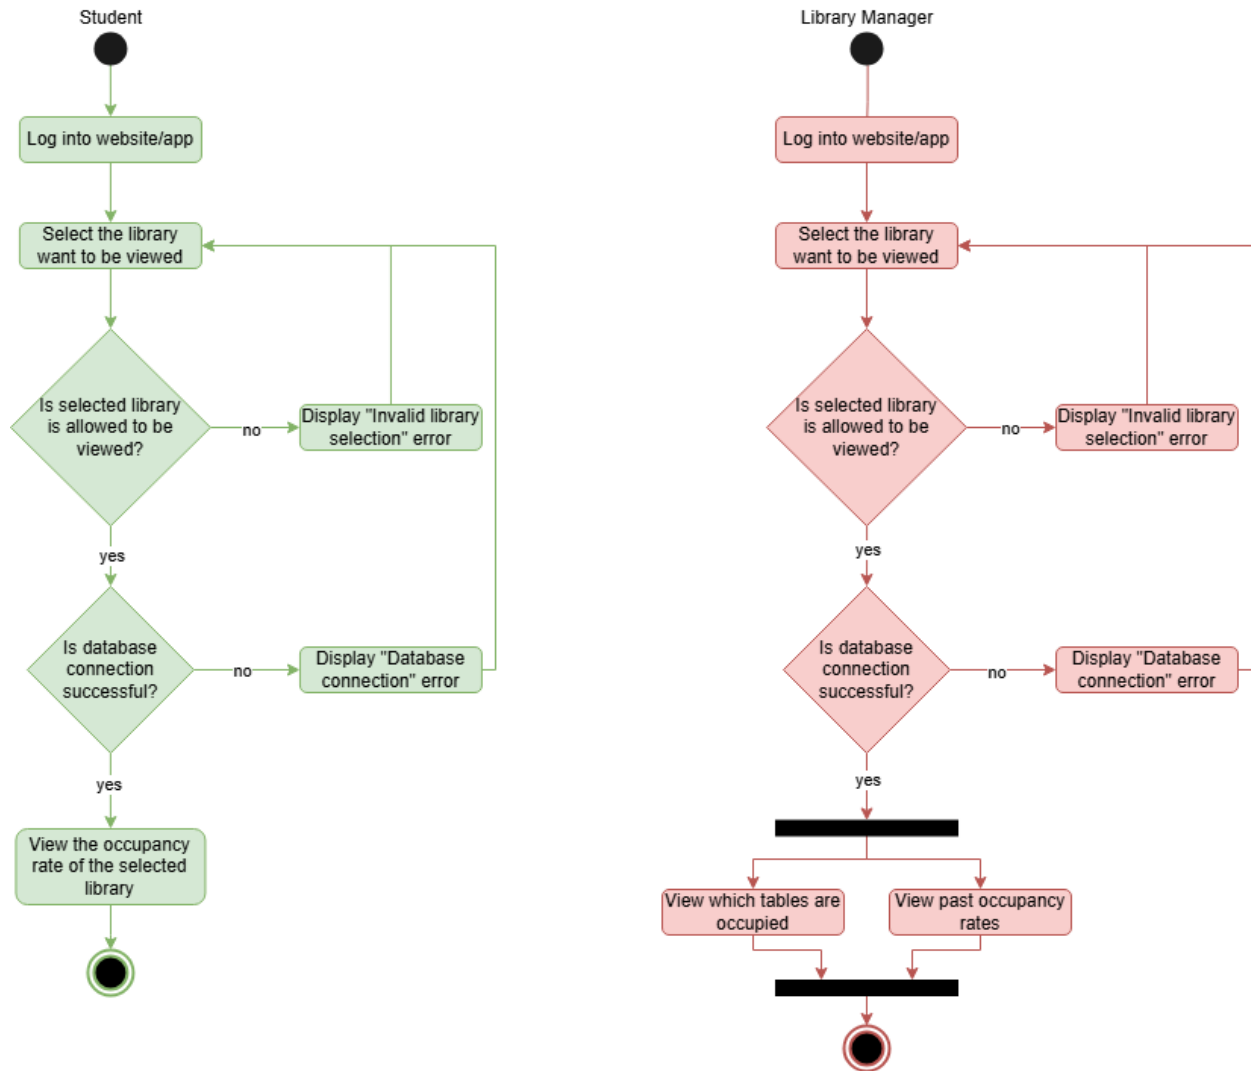 Student
Log into website/app
Select the library
want to be viewed
Is selected library
is allowed to be
viewed?
no
Display "Invalid library
selection" error
yes
Is database
connection
successful?
no
Display "Database
connection" error
yes
View the occupancy
rate of the selected
library
Library Manager
Log into website/app
Select the library
want to be viewed
Is selected library
is allowed to be
viewed?
no
Display "Invalid library
selection" error
yes
Is database
connection
successful?
no
Display "Database
connection" error
yes
View which tables are
occupied
View past occupancy
rates